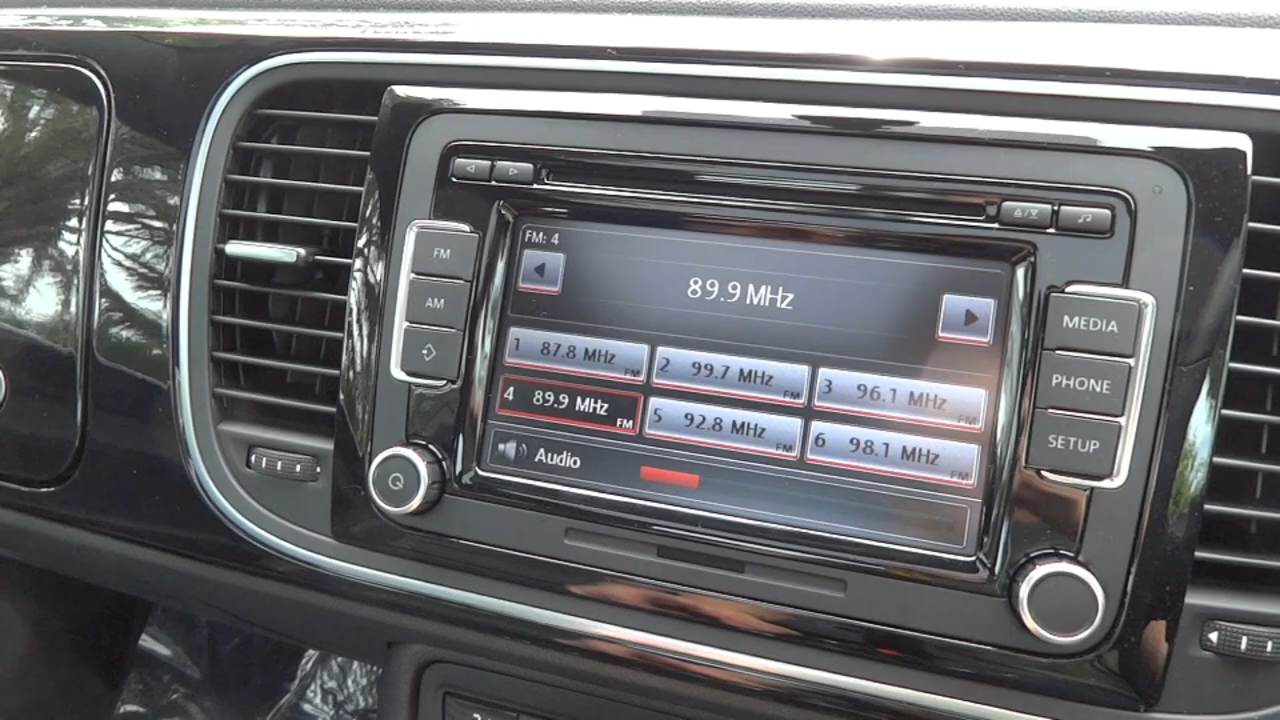 FM
AM
FM: 4
89.9 MHz
1 87.8 MHz FM
2 99.7 MHz FM
3 96.1 MHz FM
4 89.9 MHz FM
5 92.8 MHz FM
6 98.1 MHz FM
Audio
MEDIA
PHONE
SETUP